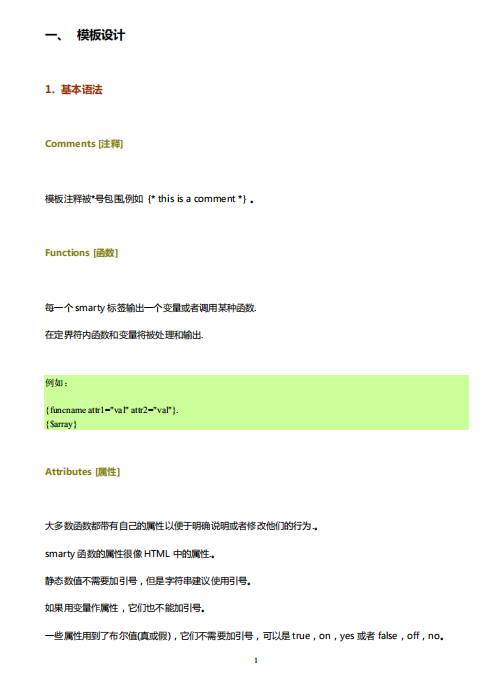 一、 模板设计
1. 基本语法
Comments [注释]
模板注释被*号包围,例如 {* this is a comment *} 。
Functions [函数]
每一个 smarty 标签输出一个变量或者调用某种函数.
在定界符内函数和变量将被处理和输出.
例如：
{funcname attr1="val" attr2="val"}.
{$array}
Attributes [属性]
大多数函数都带有自己的属性以便于明确说明或者修改他们的行为.。
smarty 函数的属性很像 HTML 中的属性.。
静态数值不需要加引号，但是字符串建议使用引号。
如果用变量作属性，它们也不能加引号。
一些属性用到了布尔值(真或假)，它们不需要加引号，可以是 true，on，yes 或者 false，off，no。
1